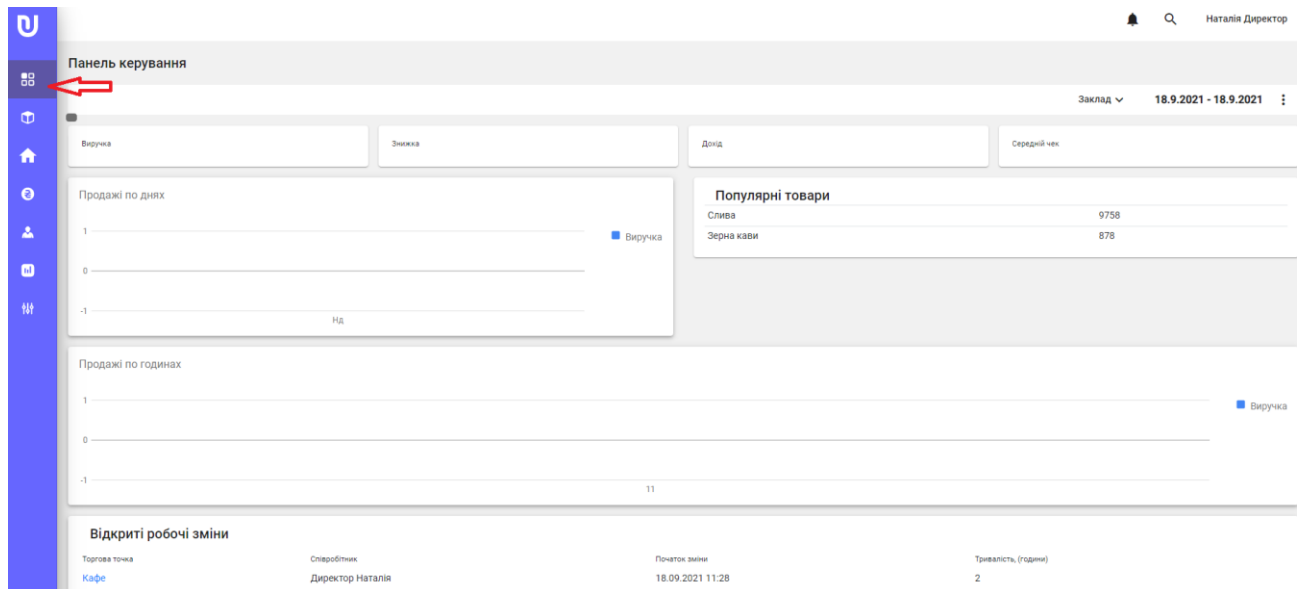 Наталія Директор
Панель керування
Заклад 18.9.2021 - 18.9.2021
Виручка Знижка Дохід Середній чек
Продажі по днях
1
0
-1
Нд
Виручка
Популярні товари
Слива 9758
Зерна кави 878
Продажі по годинах
1
0
-1
11
Виручка
Відкриті робочі зміни
Торгова точка Співробітник Початок зміни Тривалість, (години)
Кафе Директор Наталія 18.09.2021 11:28 2